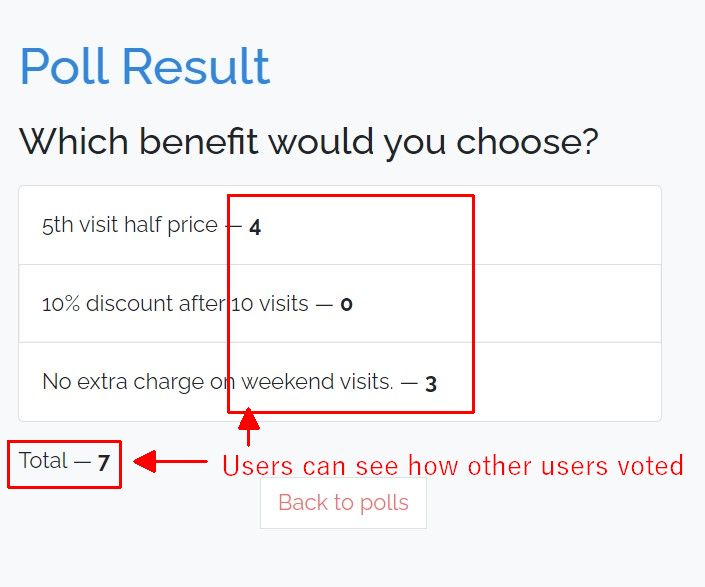 Poll Result
Which benefit would you choose?
5th visit half price — 4
10% discount after 10 visits — 0
No extra charge on weekend visits. — 3
Total — 7
Users can see how other users voted
Back to polls